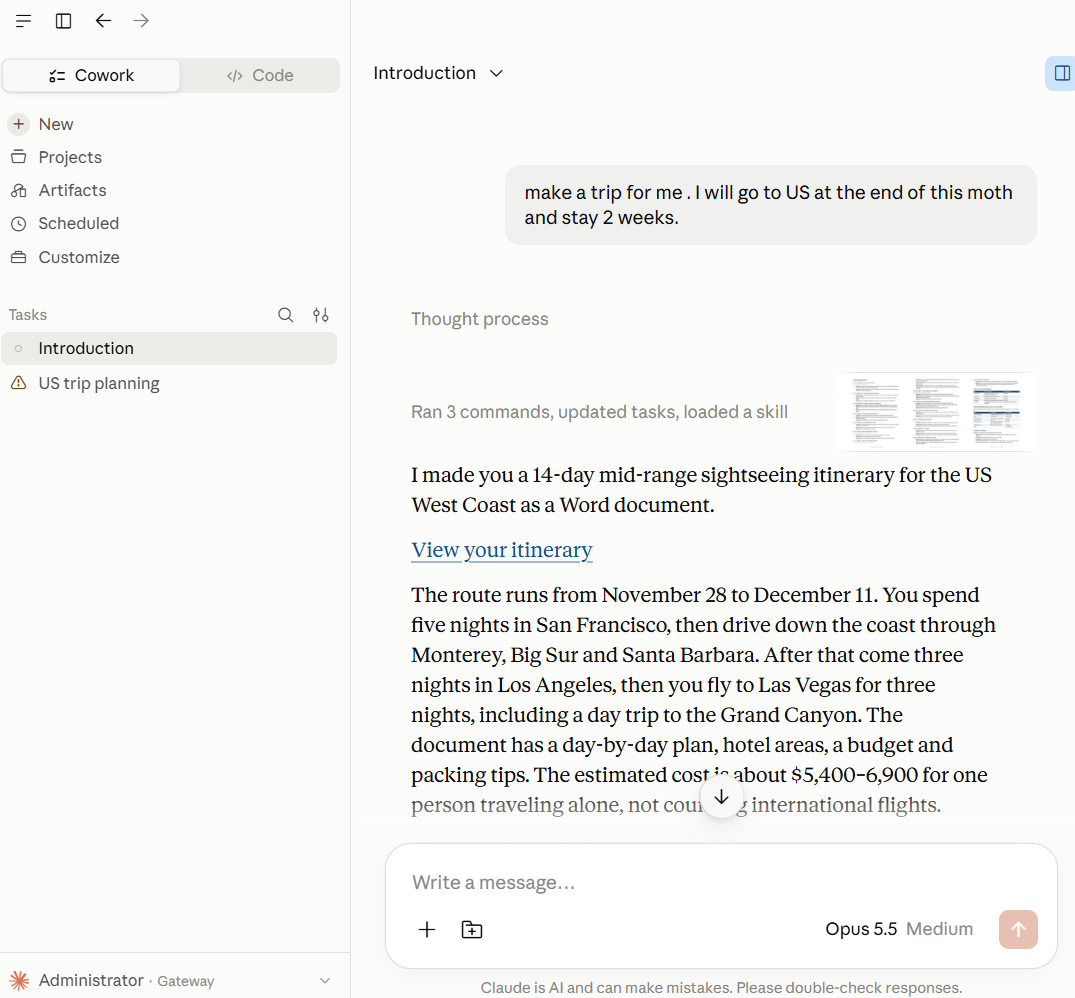 Cowork
Code
Introduction
New
Projects
Artifacts
Scheduled
Customize
Tasks
Introduction
US trip planning
make a trip for me . I will go to US at the end of this moth
and stay 2 weeks.
Thought process
Ran 3 commands, updated tasks, loaded a skill
I made you a 14-day mid-range sightseeing itinerary for the US
West Coast as a Word document.
View your itinerary
The route runs from November 28 to December 11. You spend
five nights in San Francisco, then drive down the coast through
Monterey, Big Sur and Santa Barbara. After that come three
nights in Los Angeles, then you fly to Las Vegas for three
nights, including a day trip to the Grand Canyon. The
document has a day-by-day plan, hotel areas, a budget and
packing tips. The estimated cost is about $5,400–6,900 for one
person traveling alone, not international flights.
Write a message…
Opus 5.5 Medium
Administrator · Gateway
Claude is AI and can make mistakes. Please double-check responses.